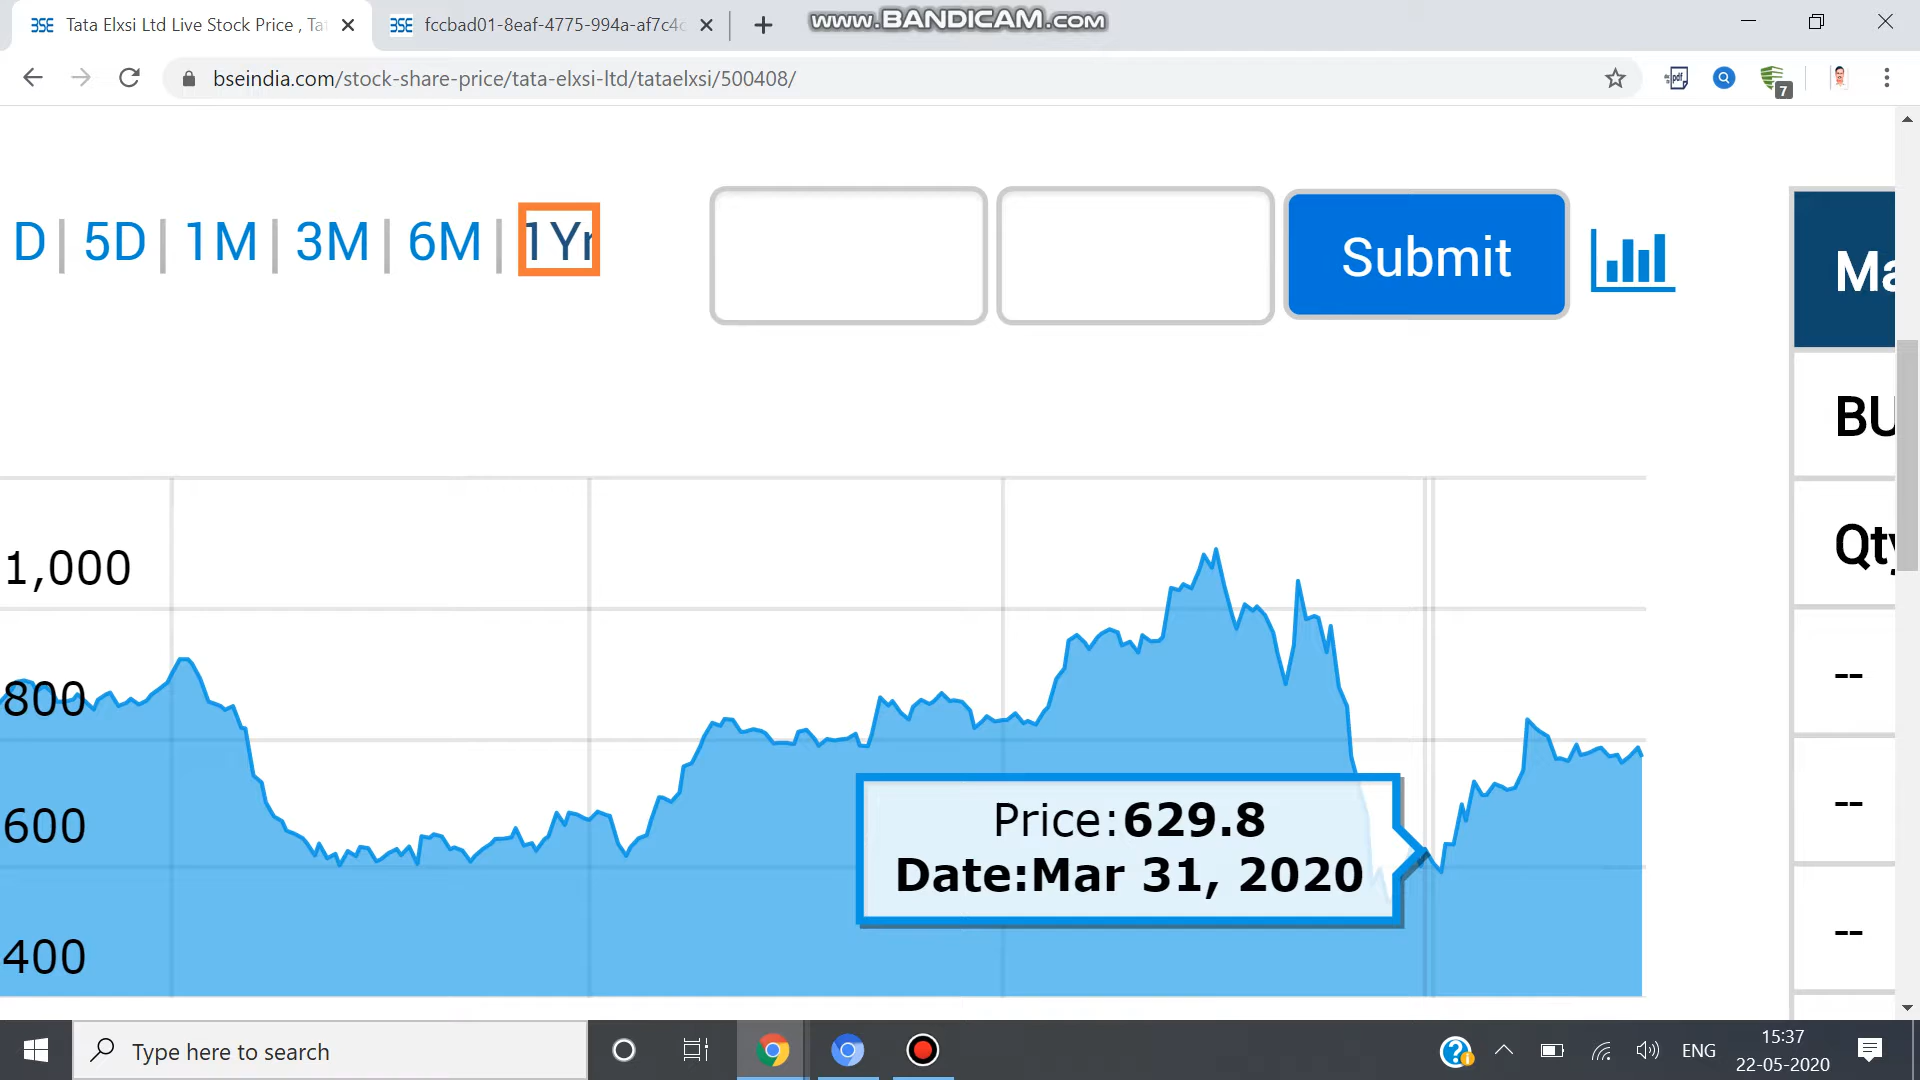 Tata Elxsi Ltd Live Stock Price , Ta
fccbad01-8eaf-4775-994a-af7c4c
www.BANDICAM.com
bseindia.com/stock-share-price/tata-elxsi-ltd/tataelxsi/500408/
7
D | 5D | 1M | 3M | 6M | 1Yr
Submit
Ma
BU
Qty
--
--
--
1,000
800
600
400
Price:629.8
Date:Mar 31, 2020
Type here to search
ENG
15:37
22-05-2020